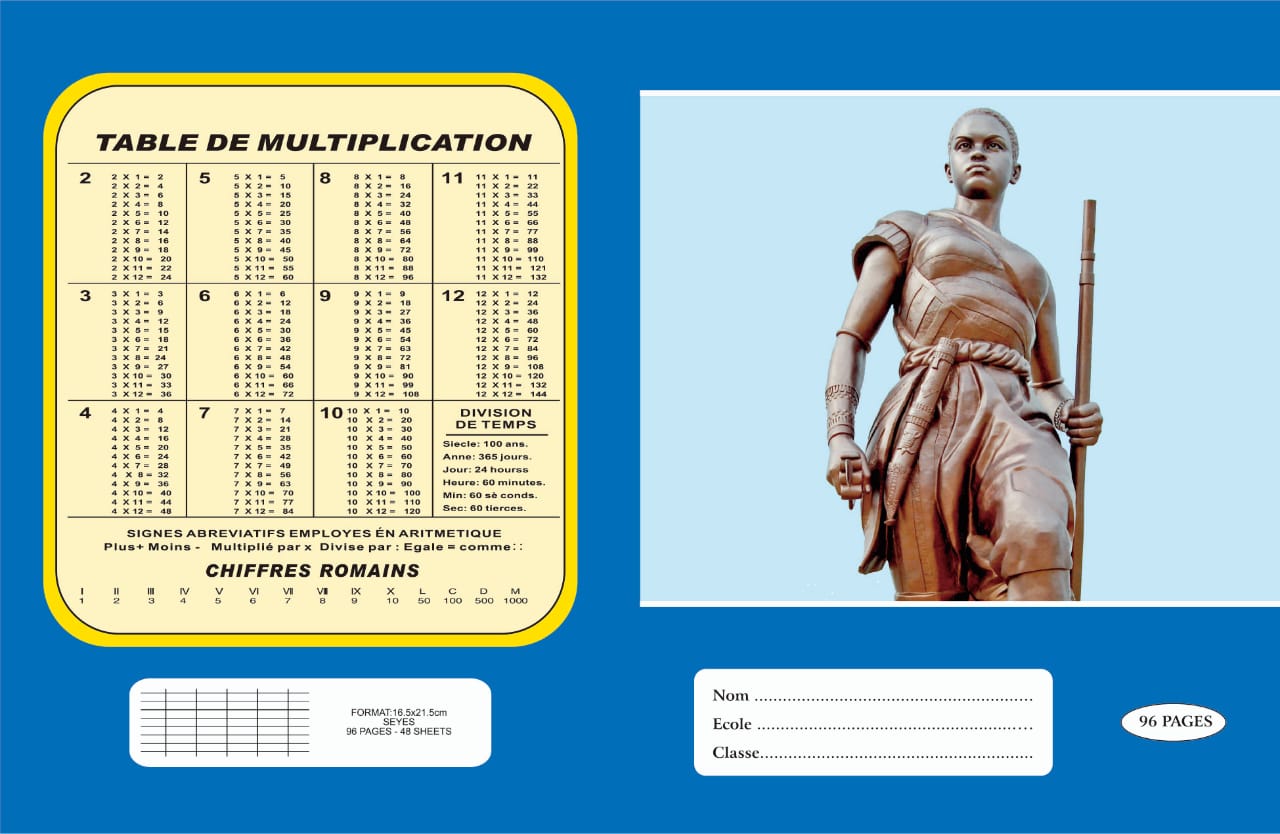 TABLE DE MULTIPLICATION
2
2 X 1 = 2
2 X 2 = 4
2 X 3 = 6
2 X 4 = 8
2 X 5 = 10
2 X 6 = 12
2 X 7 = 14
2 X 8 = 16
2 X 9 = 18
2 X 10 = 20
2 X 11 = 22
2 X 12 = 24
5
5 X 1 = 5
5 X 2 = 10
5 X 3 = 15
5 X 4 = 20
5 X 5 = 25
5 X 6 = 30
5 X 7 = 35
5 X 8 = 40
5 X 9 = 45
5 X 10 = 50
5 X 11 = 55
5 X 12 = 60
8
8 X 1 = 8
8 X 2 = 16
8 X 3 = 24
8 X 4 = 32
8 X 5 = 40
8 X 6 = 48
8 X 7 = 56
8 X 8 = 64
8 X 9 = 72
8 X 10 = 80
8 X 11 = 88
8 X 12 = 96
11
11 X 1 = 11
11 X 2 = 22
11 X 3 = 33
11 X 4 = 44
11 X 5 = 55
11 X 6 = 66
11 X 7 = 77
11 X 8 = 88
11 X 9 = 99
11 X 10 = 110
11 X 11 = 121
11 X 12 = 132
3
3 X 1 = 3
3 X 2 = 6
3 X 3 = 9
3 X 4 = 12
3 X 5 = 15
3 X 6 = 18
3 X 7 = 21
3 X 8 = 24
3 X 9 = 27
3 X 10 = 30
3 X 11 = 33
3 X 12 = 36
6
6 X 1 = 6
6 X 2 = 12
6 X 3 = 18
6 X 4 = 24
6 X 5 = 30
6 X 6 = 36
6 X 7 = 42
6 X 8 = 48
6 X 9 = 54
6 X 10 = 60
6 X 11 = 66
6 X 12 = 72
9
9 X 1 = 9
9 X 2 = 18
9 X 3 = 27
9 X 4 = 36
9 X 5 = 45
9 X 6 = 54
9 X 7 = 63
9 X 8 = 72
9 X 9 = 81
9 X 10 = 90
9 X 11 = 99
9 X 12 = 108
12
12 X 1 = 12
12 X 2 = 24
12 X 3 = 36
12 X 4 = 48
12 X 5 = 60
12 X 6 = 72
12 X 7 = 84
12 X 8 = 96
12 X 9 = 108
12 X 10 = 120
12 X 11 = 132
12 X 12 = 144
4
4 X 1 = 4
4 X 2 = 8
4 X 3 = 12
4 X 4 = 16
4 X 5 = 20
4 X 6 = 24
4 X 7 = 28
4 X 8 = 32
4 X 9 = 36
4 X 10 = 40
4 X 11 = 44
4 X 12 = 48
7
7 X 1 = 7
7 X 2 = 14
7 X 3 = 21
7 X 4 = 28
7 X 5 = 35
7 X 6 = 42
7 X 7 = 49
7 X 8 = 56
7 X 9 = 63
7 X 10 = 70
7 X 11 = 77
7 X 12 = 84
10
10 X 1 = 10
10 X 2 = 20
10 X 3 = 30
10 X 4 = 40
10 X 5 = 50
10 X 6 = 60
10 X 7 = 70
10 X 8 = 80
10 X 9 = 90
10 X 10 = 100
10 X 11 = 110
10 X 12 = 120
DIVISION
DE TEMPS
Siecle: 100 ans.
Anne: 365 jours.
Jour: 24 hourss
Heure: 60 minutes.
Min: 60 sè conds.
Sec: 60 tierces.
SIGNES ABREVIATIFS EMPLOYES ÉN ARITMETIQUE
Plus+ Moins - Multiplié par x Divise par : Egale = comme::
CHIFFRES ROMAINS
I II III IV V VI VII VIII IX X L C D M
1 2 3 4 5 6 7 8 9 10 50 100 500 1000
FORMAT:16.5x21.5cm
SEYES
96 PAGES - 48 SHEETS
Nom ..........................................................
Ecole .........................................................
Classe.........................................................
96 PAGES